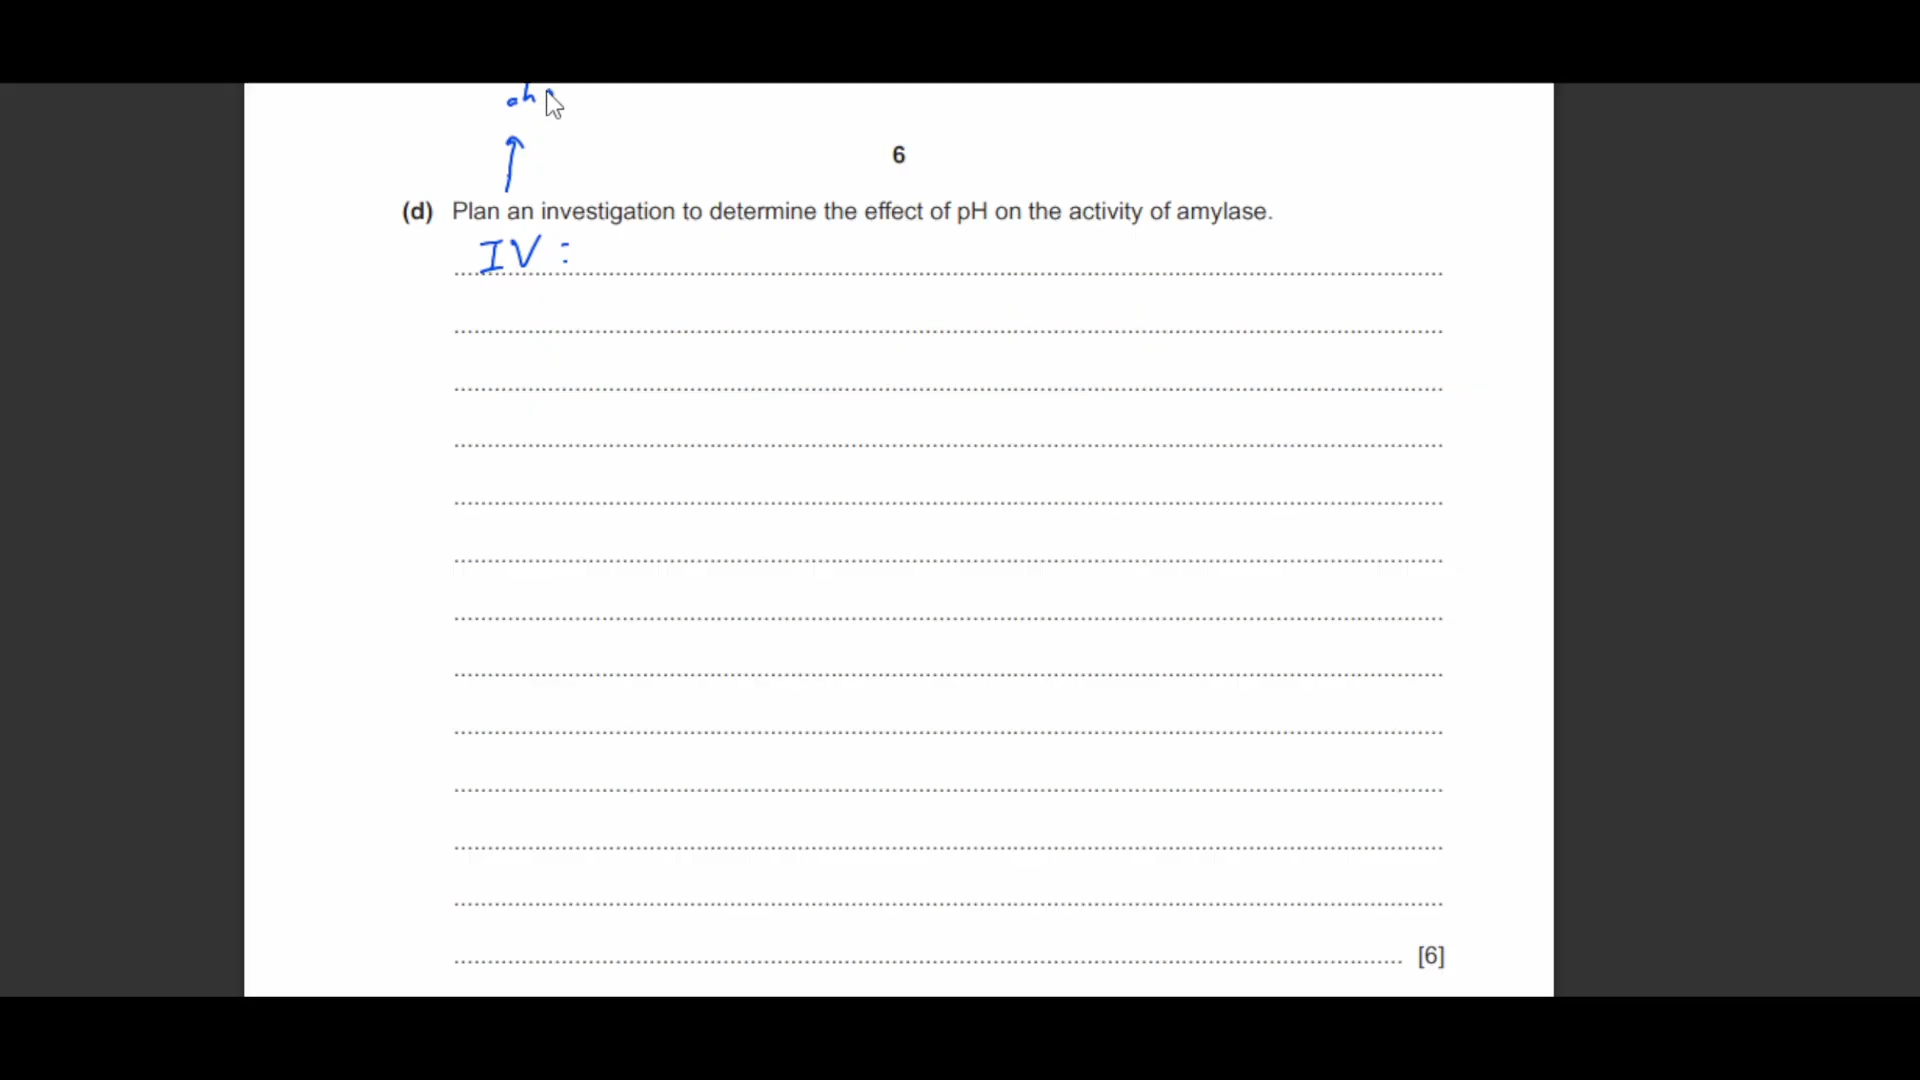 6
(d) Plan an investigation to determine the effect of pH on the activity of amylase.
IV :
[6]